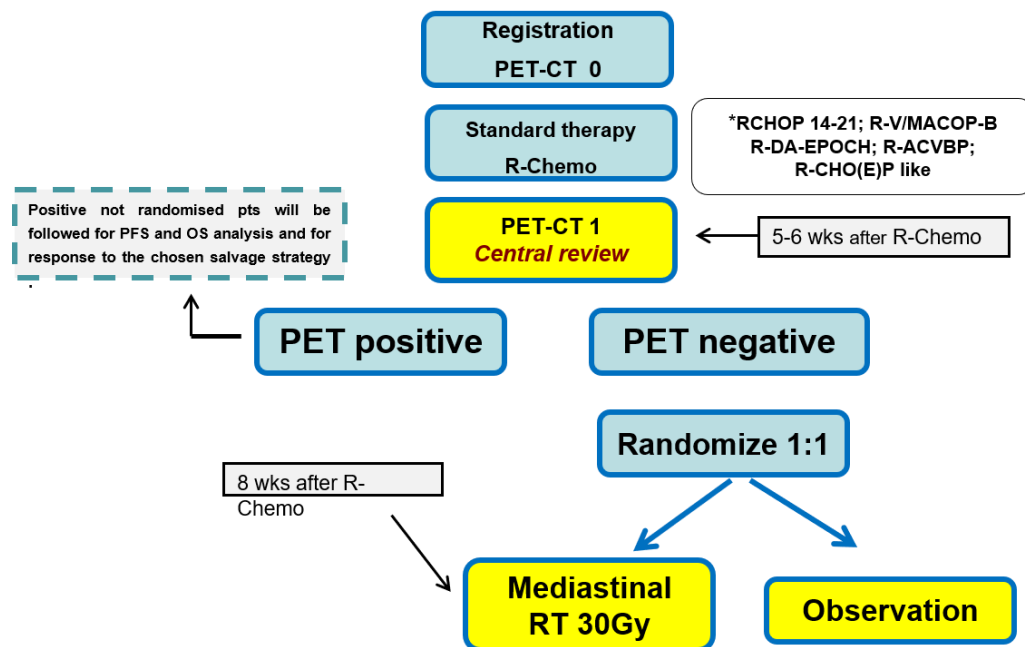 Registration
PET-CT 0
Standard therapy
R-Chemo
*RCHOP 14-21; R-V/MACOP-B
R-DA-EPOCH; R-ACVBP;
R-CHO(E)P like
Positive not randomised pts will be
followed for PFS and OS analysis and for
response to the chosen salvage strategy
.
PET-CT 1
Central review
5-6 wks after R-Chemo
PET positive
PET negative
Randomize 1:1
8 wks after R-
Chemo
Mediastinal
RT 30Gy
Observation